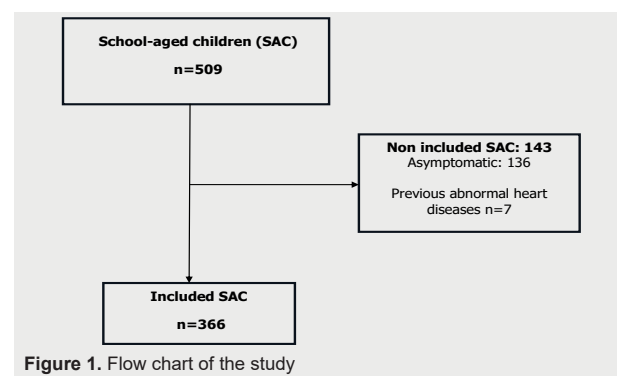 School-aged children (SAC)
n=509
Non included SAC: 143
Asymptomatic: 136
Previous abnormal heart
diseases n=7
Included SAC
n=366
Figure 1. Flow chart of the study